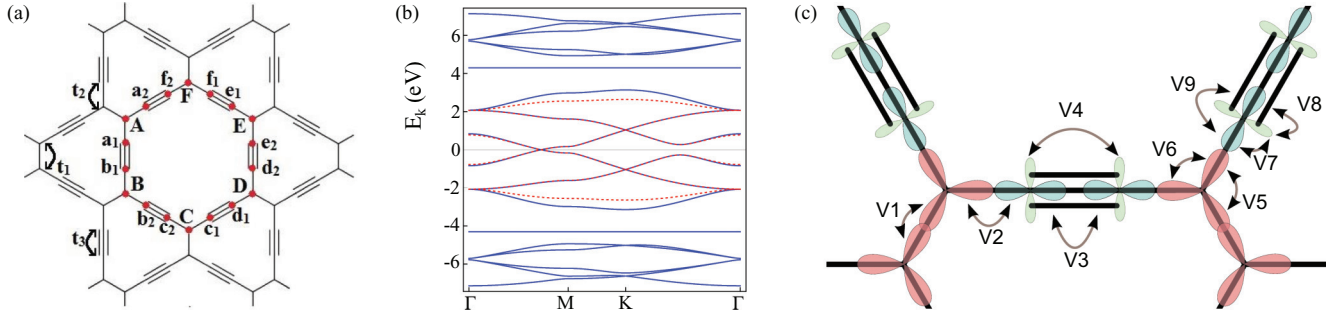 (a)
t₂
a₂
f₂
f₁
e₁
F
A
E
a₁
e₂
t₁
b₁
d₂
B
D
b₂
C
d₁
c₂
c₁
t₃
(b)
E_k (eV)
6
4
2
0
-2
-4
-6
Γ M K Γ
(c)
V9
V8
V4
V6
V7
V1
V5
V2
V3